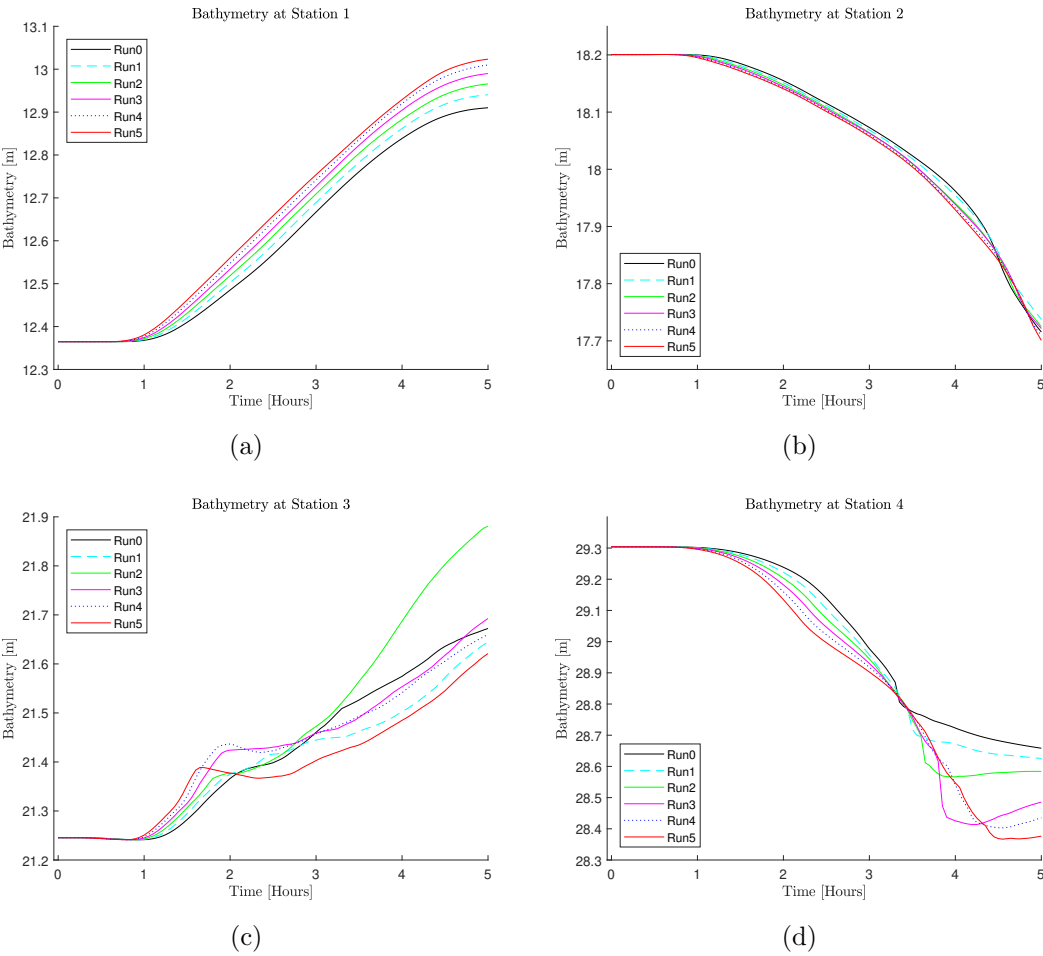 Bathymetry at Station 1
13.1
13
12.9
12.8
12.7
12.6
12.5
12.4
12.3
Bathymetry [m]
Run0
Run1
Run2
Run3
Run4
Run5
0 1 2 3 4 5
Time [Hours]
(a)
Bathymetry at Station 2
18.2
18.1
18
17.9
17.8
17.7
Bathymetry [m]
Run0
Run1
Run2
Run3
Run4
Run5
0 1 2 3 4 5
Time [Hours]
(b)
Bathymetry at Station 3
21.9
21.8
21.7
21.6
21.5
21.4
21.3
21.2
Bathymetry [m]
Run0
Run1
Run2
Run3
Run4
Run5
0 1 2 3 4 5
Time [Hours]
(c)
Bathymetry at Station 4
29.3
29.2
29.1
29
28.9
28.8
28.7
28.6
28.5
28.4
28.3
Bathymetry [m]
Run0
Run1
Run2
Run3
Run4
Run5
0 1 2 3 4 5
Time [Hours]
(d)